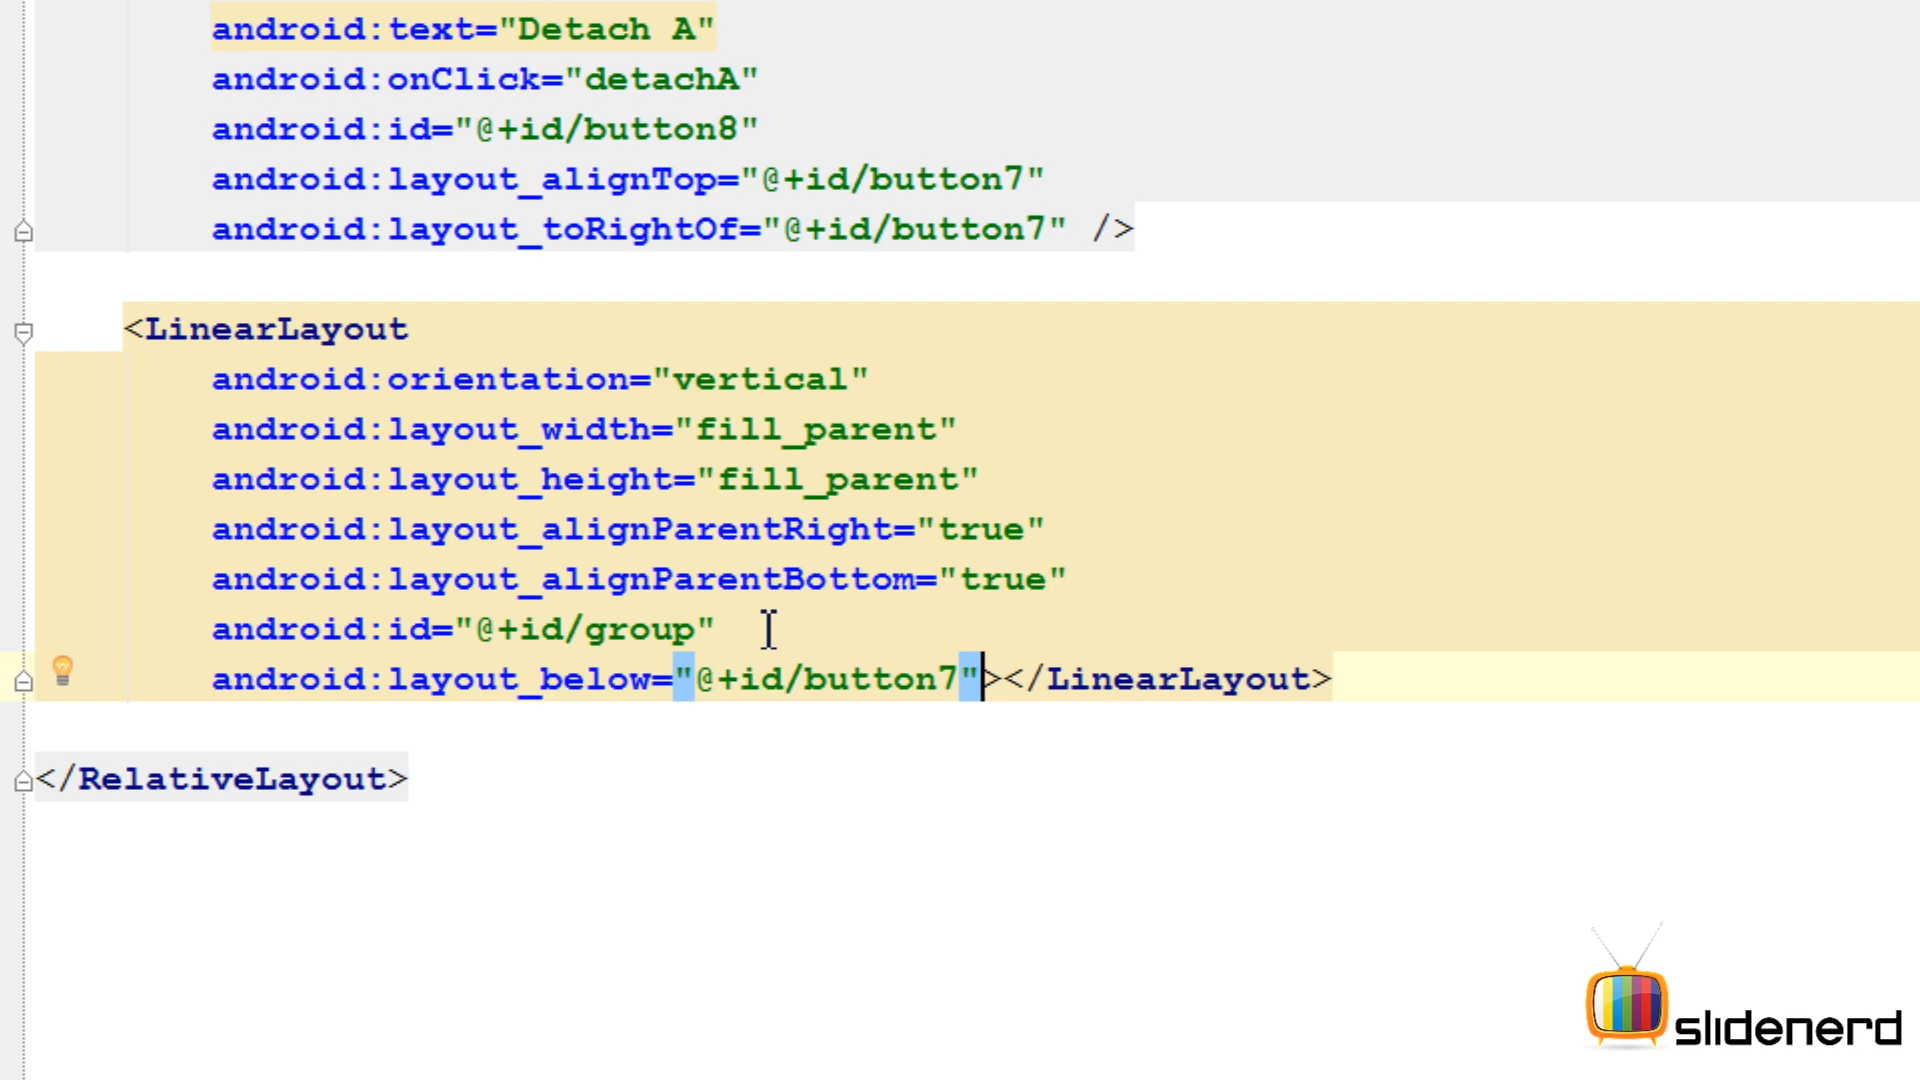 android:text="Detach A"
android:onClick="detachA"
android:id="@+id/button8"
android:layout_alignTop="@+id/button7"
android:layout_toRightOf="@+id/button7" />
<LinearLayout
android:orientation="vertical"
android:layout_width="fill_parent"
android:layout_height="fill_parent"
android:layout_alignParentRight="true"
android:layout_alignParentBottom="true"
android:id="@+id/group"
android:layout_below="@+id/button7"></LinearLayout>
</RelativeLayout>
slidenerd